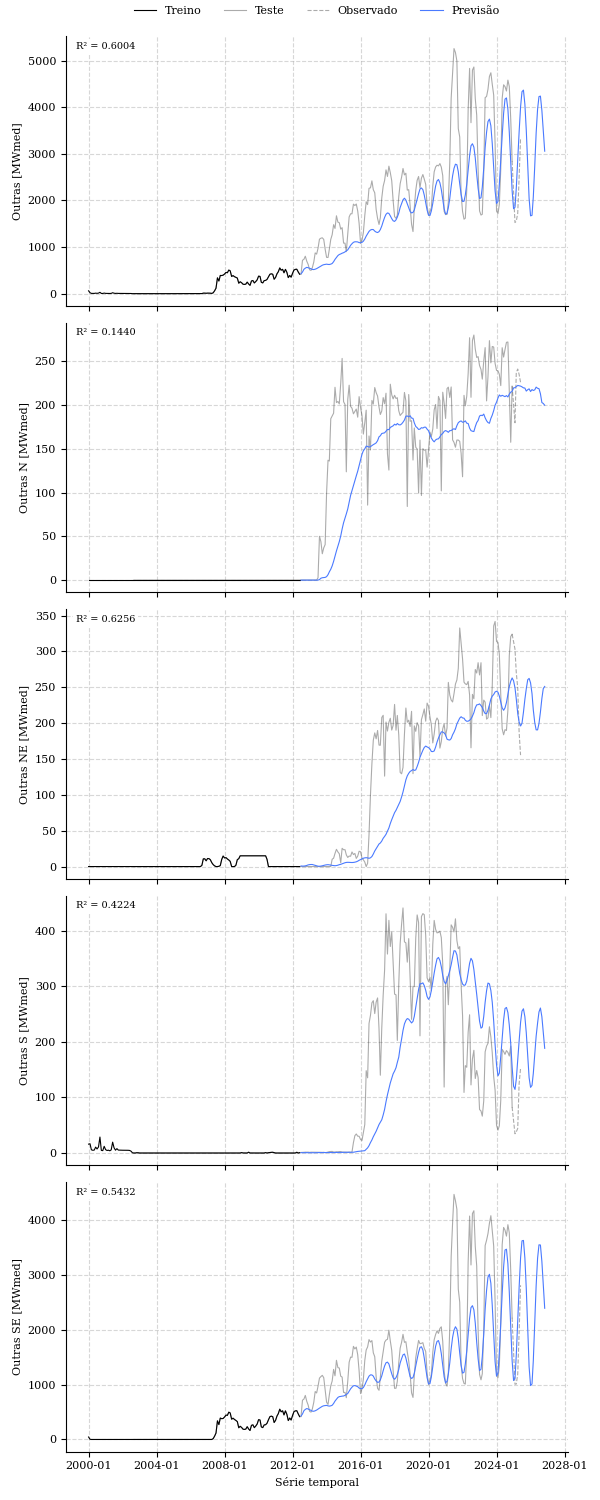 Treino Teste Observado Previsão
R² = 0.6004
Outras [MWmed]
5000
4000
3000
2000
1000
0
R² = 0.1440
Outras N [MWmed]
250
200
150
100
50
0
R² = 0.6256
Outras NE [MWmed]
350
300
250
200
150
100
50
0
R² = 0.4224
Outras S [MWmed]
400
300
200
100
0
R² = 0.5432
Outras SE [MWmed]
4000
3000
2000
1000
0
2000-01 2004-01 2008-01 2012-01 2016-01 2020-01 2024-01 2028-01
Série temporal